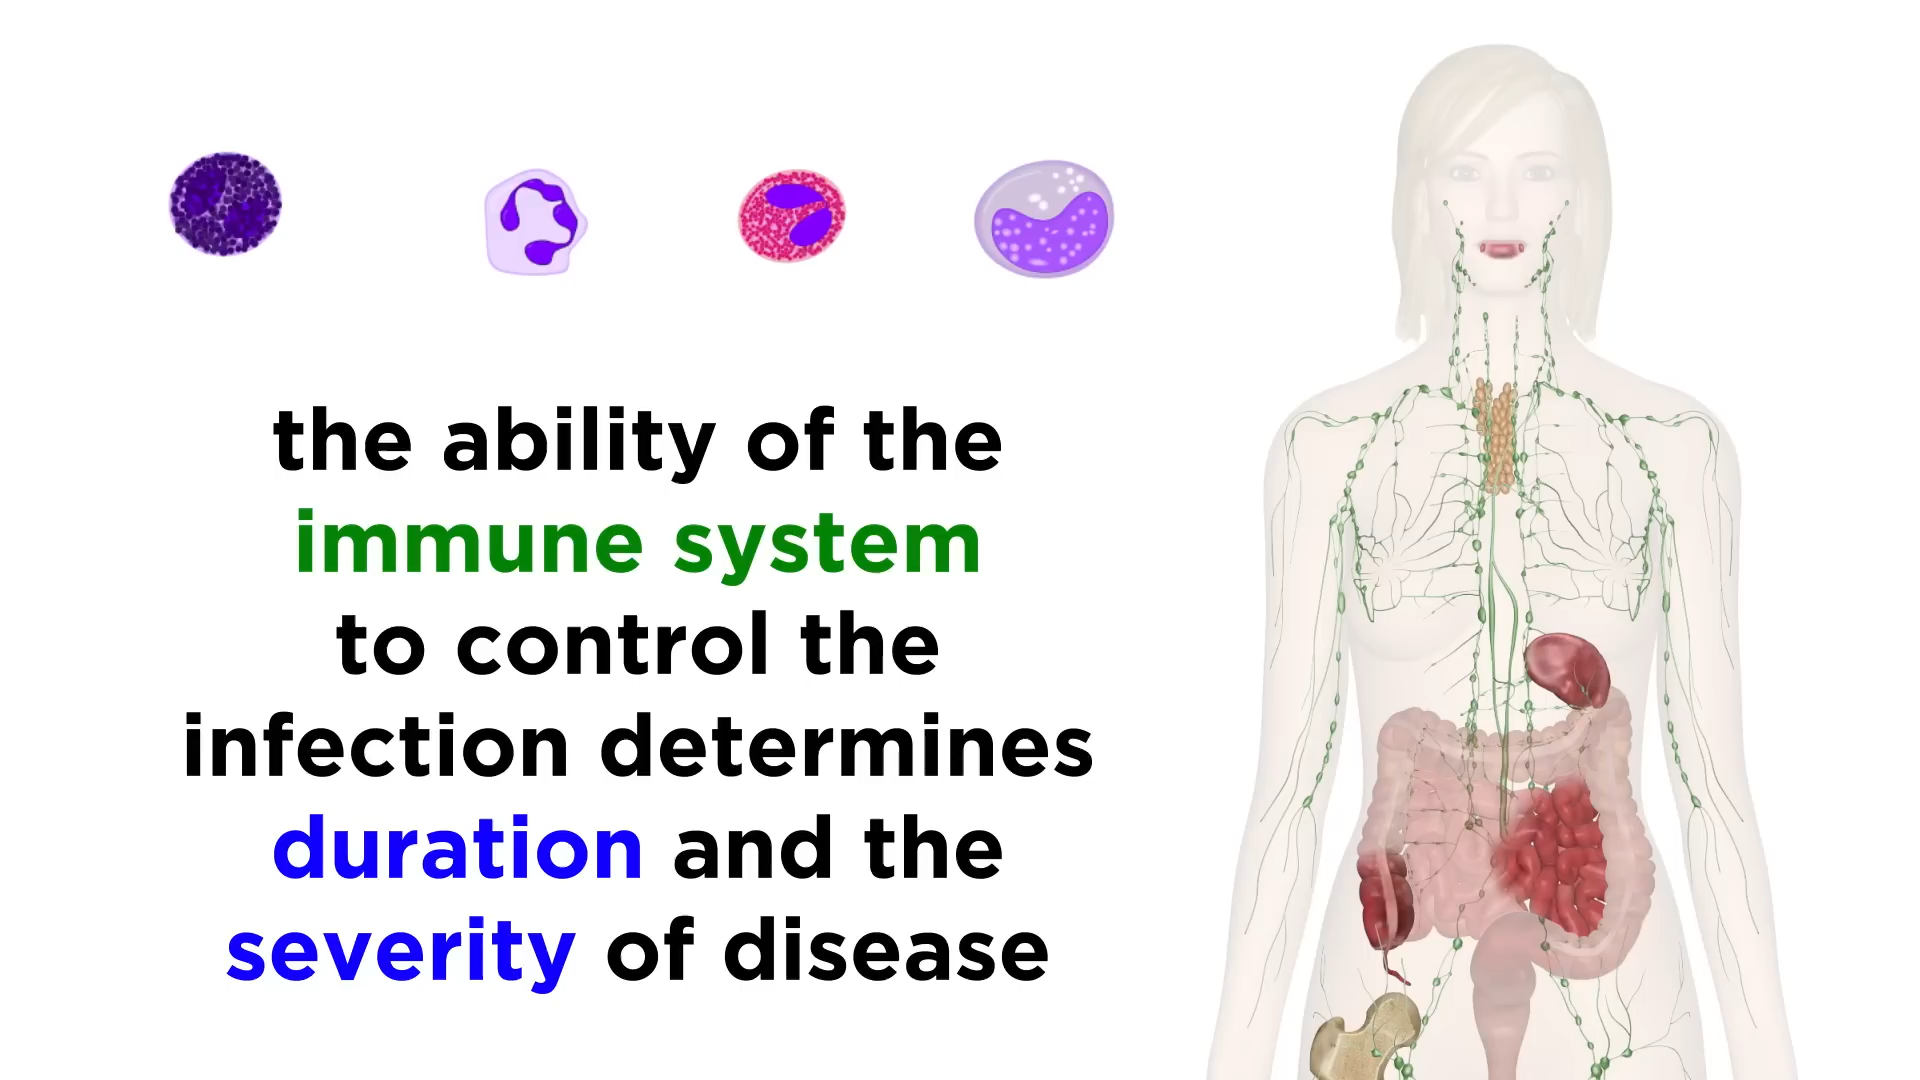 the ability of the
immune system
to control the
infection determines
duration and the
severity of disease